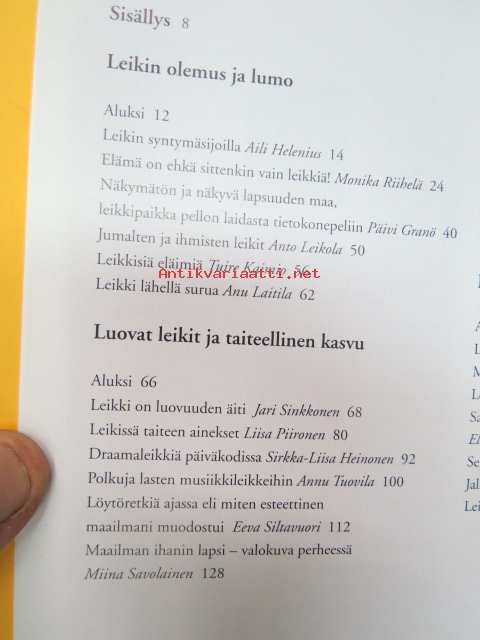 Sisällys 8
Leikin olemus ja lumo
Aluksi 12
Leikin syntymäsijoilla Aili Helenius 14
Elämä on ehkä sittenkin vain leikkiä! Monika Riihelä 24
Näkymätön ja näkyvä lapsuuden maa,
leikkipaikka pellon laidasta tietokonepeliin Päivi Granö 40
Jumalten ja ihmisten leikit Anto Leikola 50
Leikkisiä eläimiä Tuire Kaimio 56
Antikvariaatti.net
Leikki lähellä surua Anu Laitila 62
Luovat leikit ja taiteellinen kasvu
Aluksi 66
Leikki on luovuuden äiti Jari Sinkkonen 68
Leikissä taiteen ainekset Liisa Piironen 80
Draamaleikkiä päiväkodissa Sirkka-Liisa Heinonen 92
Polkuja lasten musiikkileikkeihin Annu Tuovila 100
Löytöretkiä ajassa eli miten esteettinen
maailmani muodostui Eeva Siltavuori 112
Maailman ihanin lapsi – valokuva perheessä
Miina Savolainen 128